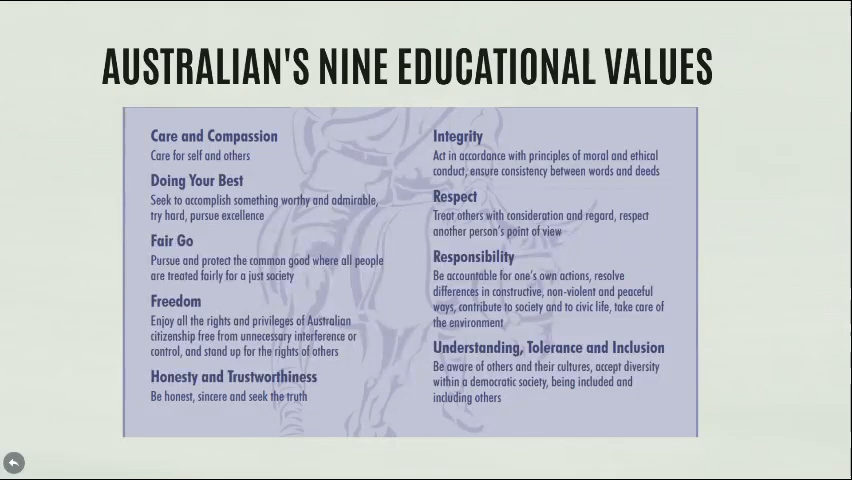 AUSTRALIAN'S NINE EDUCATIONAL VALUES
Care and Compassion
Care for self and others
Doing Your Best
Seek to accomplish something worthy and admirable,
try hard, pursue excellence
Fair Go
Pursue and protect the common good where all people
are treated fairly for a just society
Freedom
Enjoy all the rights and privileges of Australian
citizenship free from unnecessary interference or
control, and stand up for the rights of others
Honesty and Trustworthiness
Be honest, sincere and seek the truth
Integrity
Act in accordance with principles of moral and ethical
conduct, ensure consistency between words and deeds
Respect
Treat others with consideration and regard, respect
another person's point of view
Responsibility
Be accountable for one's own actions, resolve
differences in constructive, non-violent and peaceful
ways, contribute to society and to civic life, take care of
the environment
Understanding, Tolerance and Inclusion
Be aware of others and their cultures, accept diversity
within a democratic society, being included and
including others